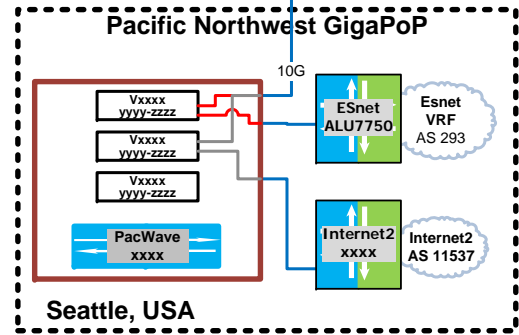 Pacific Northwest GigaPoP
10G
Vxxxx
yyyy-zzzz
Vxxxx
yyyy-zzzz
Vxxxx
yyyy-zzzz
PacWave
xxxx
ESnet
ALU7750
Esnet
VRF
AS 293
Internet2
xxxx
Internet2
AS 11537
Seattle, USA